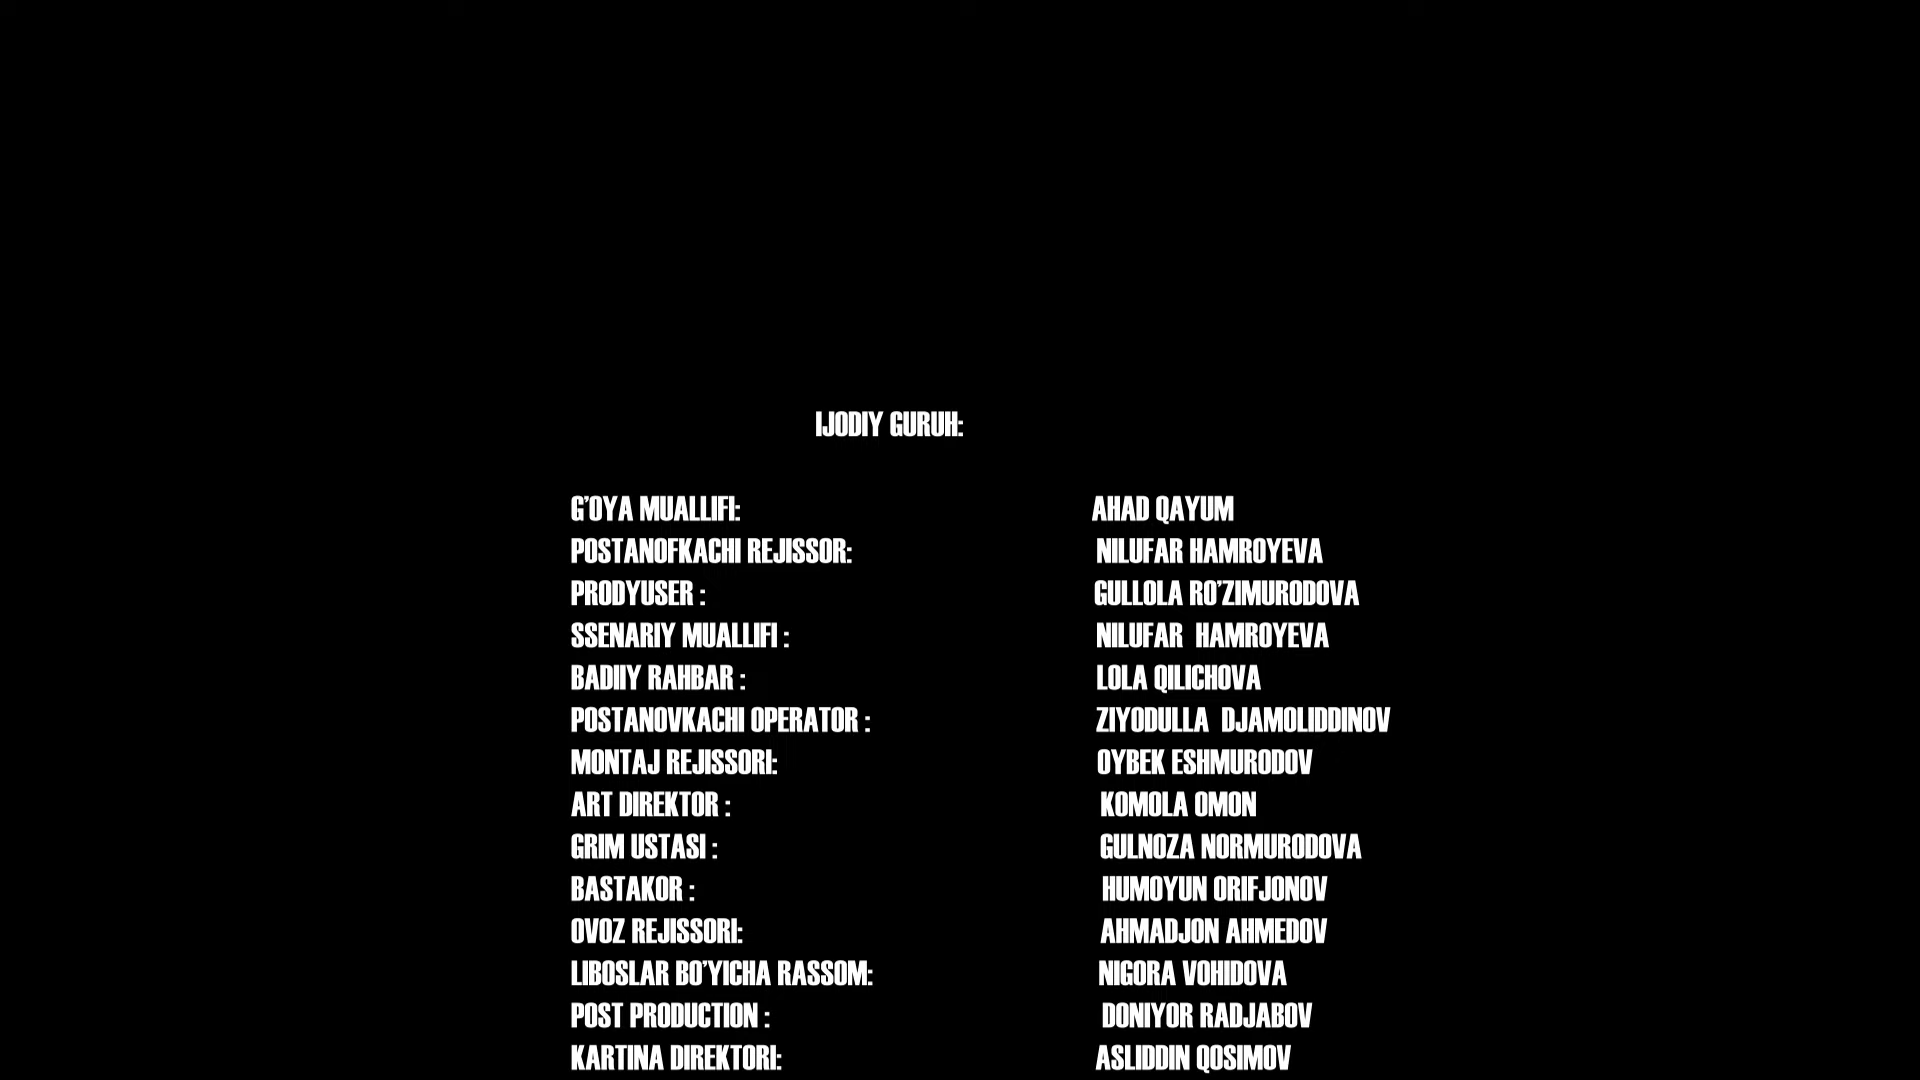 IJODIY GURUH:
G'OYA MUALLIFI: AHAD QAYUM
POSTANOFKACHI REJISSOR: NILUFAR HAMROYEVA
PRODYUSER : GULLOLA RO'ZIMURODOVA
SSENARIY MUALLIFI : NILUFAR HAMROYEVA
BADIIY RAHBAR : LOLA QILICHOVA
POSTANOVKACHI OPERATOR : ZIYODULLA DJAMOLIDDINOV
MONTAJ REJISSORI: OYBEK ESHMURODOV
ART DIREKTOR : KOMOLA OMON
GRIM USTASI : GULNOZA NORMURODOVA
BASTAKOR : HUMOYUN ORIFJONOV
OVOZ REJISSORI: AHMADJON AHMEDOV
LIBOSLAR BO'YICHA RASSOM: NIGORA VOHIDOVA
POST PRODUCTION : DONIYOR RADJABOV
KARTINA DIREKTORI: ASLIDDIN QOSIMOV